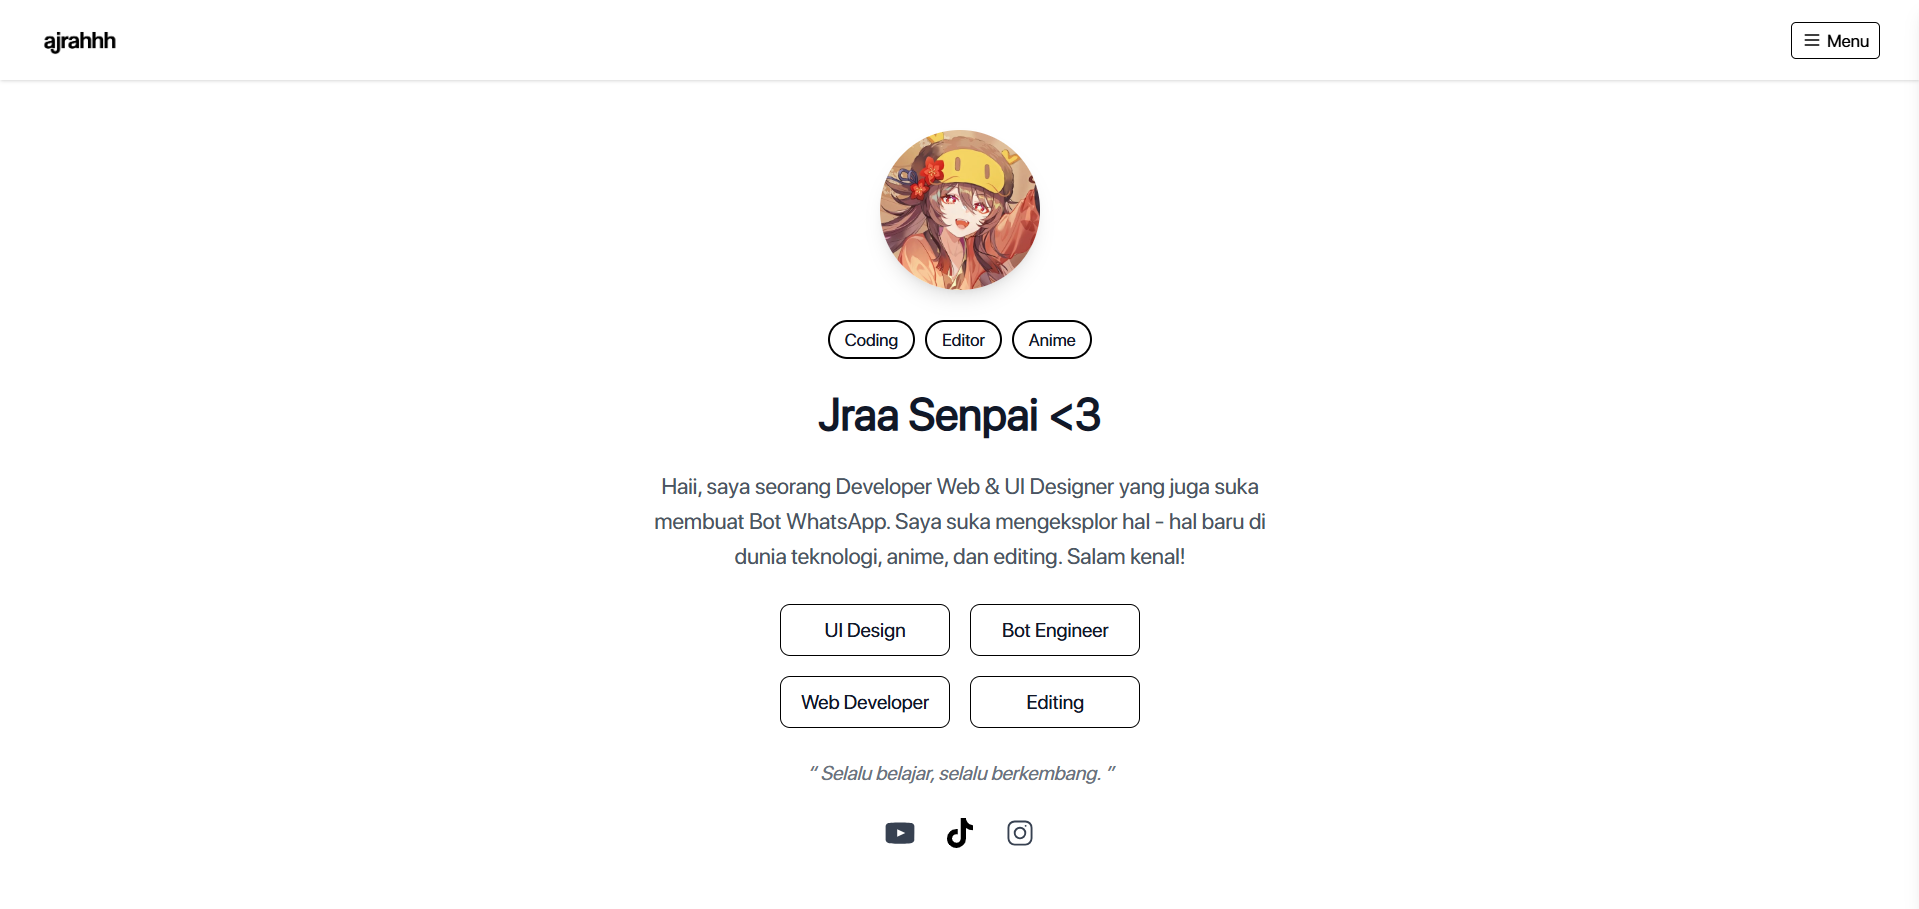 ajrahhh
Menu
Coding
Editor
Anime
Jraa Senpai <3
Haii, saya seorang Developer Web & UI Designer yang juga suka
membuat Bot WhatsApp. Saya suka mengeksplor hal - hal baru di
dunia teknologi, anime, dan editing. Salam kenal!
UI Design
Bot Engineer
Web Developer
Editing
“ Selalu belajar, selalu berkembang. ”